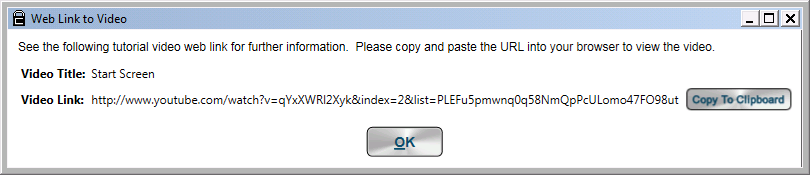 Web Link to Video
See the following tutorial video web link for further information.  Please copy and paste the URL into your browser to view the video.
Video Title: Start Screen
Video Link: http://www.youtube.com/watch?v=qYxXWRI2Xyk&index=2&list=PLEFu5pmwnq0q58NmQpPcULomo47FO98ut Copy To Clipboard
OK